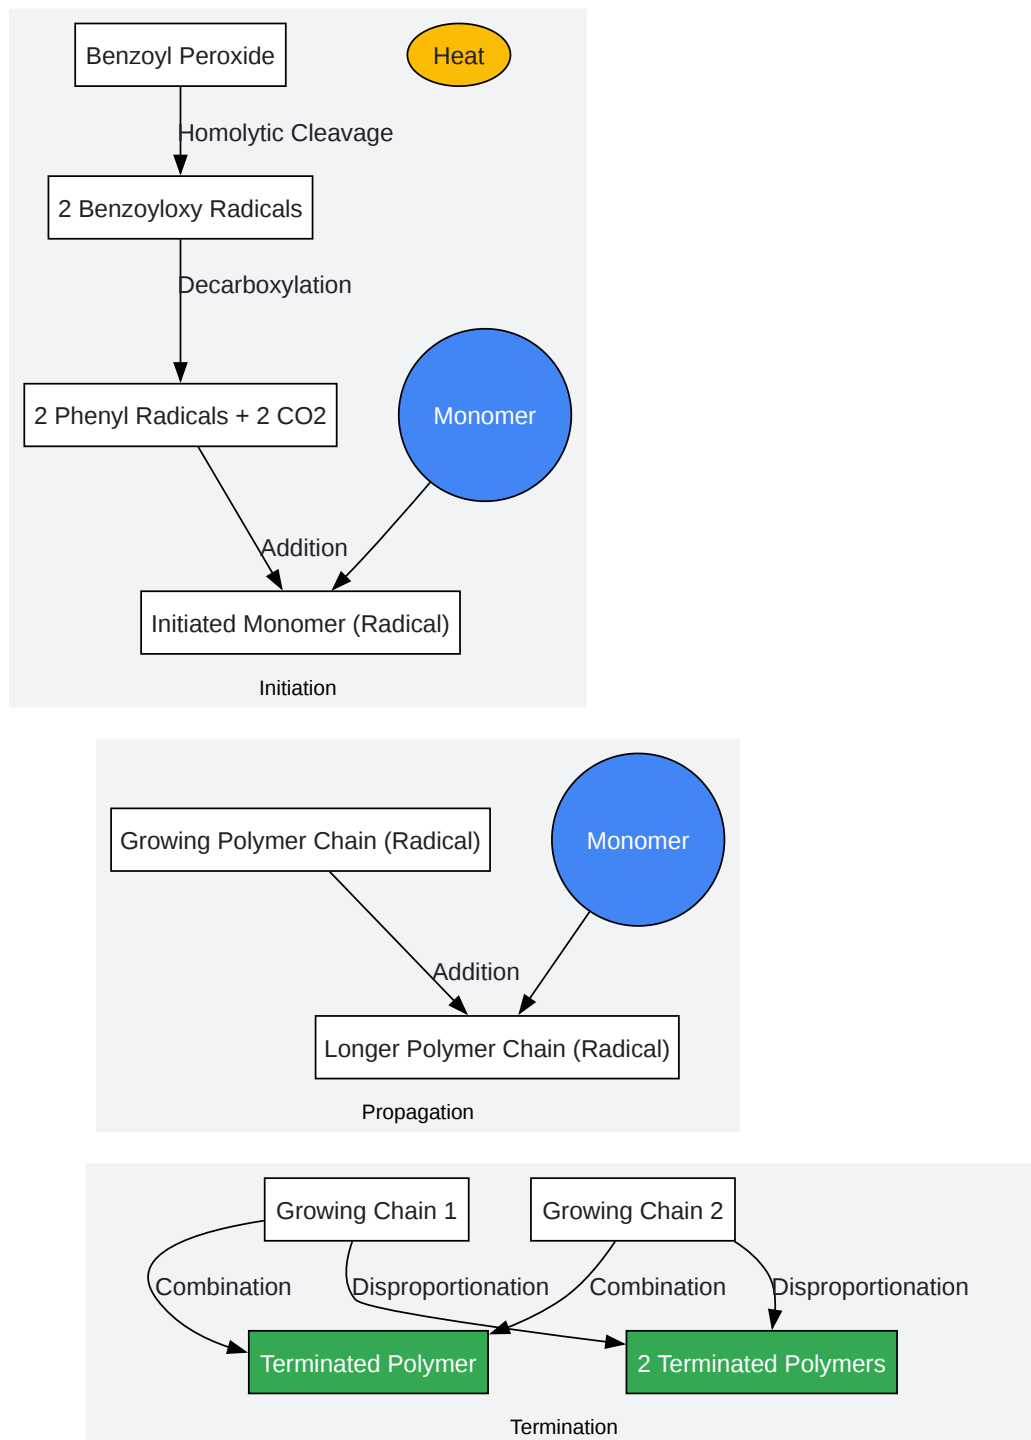 Benzoyl Peroxide
Heat
Homolytic Cleavage
2 Benzoyloxy Radicals
Decarboxylation
2 Phenyl Radicals + 2 CO2
Monomer
Addition
Initiated Monomer (Radical)
Initiation
Growing Polymer Chain (Radical)
Monomer
Addition
Longer Polymer Chain (Radical)
Propagation
Growing Chain 1
Growing Chain 2
Combination
Disproportionation
Combination
Disproportionation
Terminated Polymer
2 Terminated Polymers
Termination